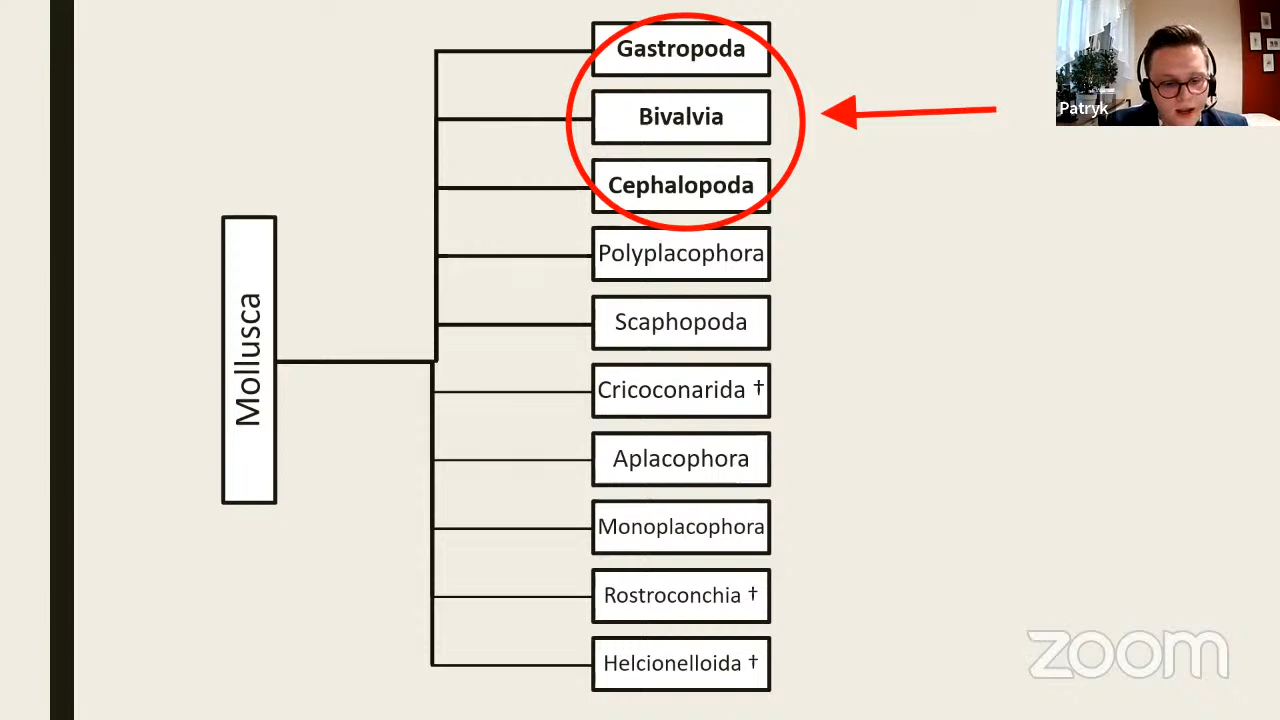 Gastropoda
Bivalvia
Cephalopoda
Polyplacophora
Scaphopoda
Cricoconarida †
Aplacophora
Monoplacophora
Rostroconchia †
Helcionelloida †
Mollusca
Patryk
zoom